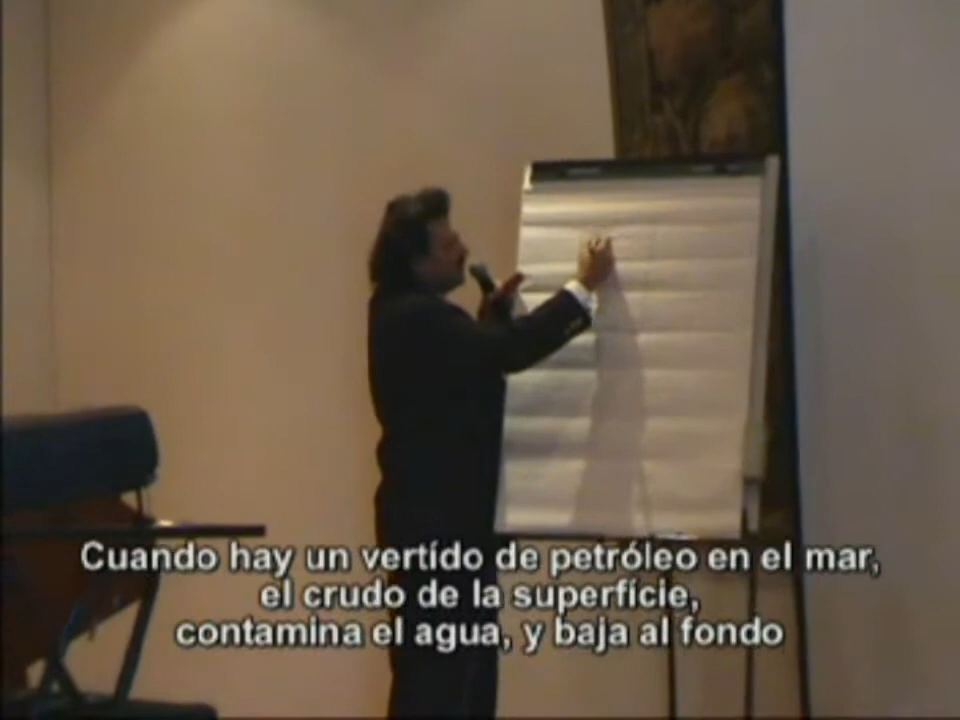 Cuando hay un vertído de petróleo en el mar,
el crudo de la superfície,
contamina el agua, y baja al fondo